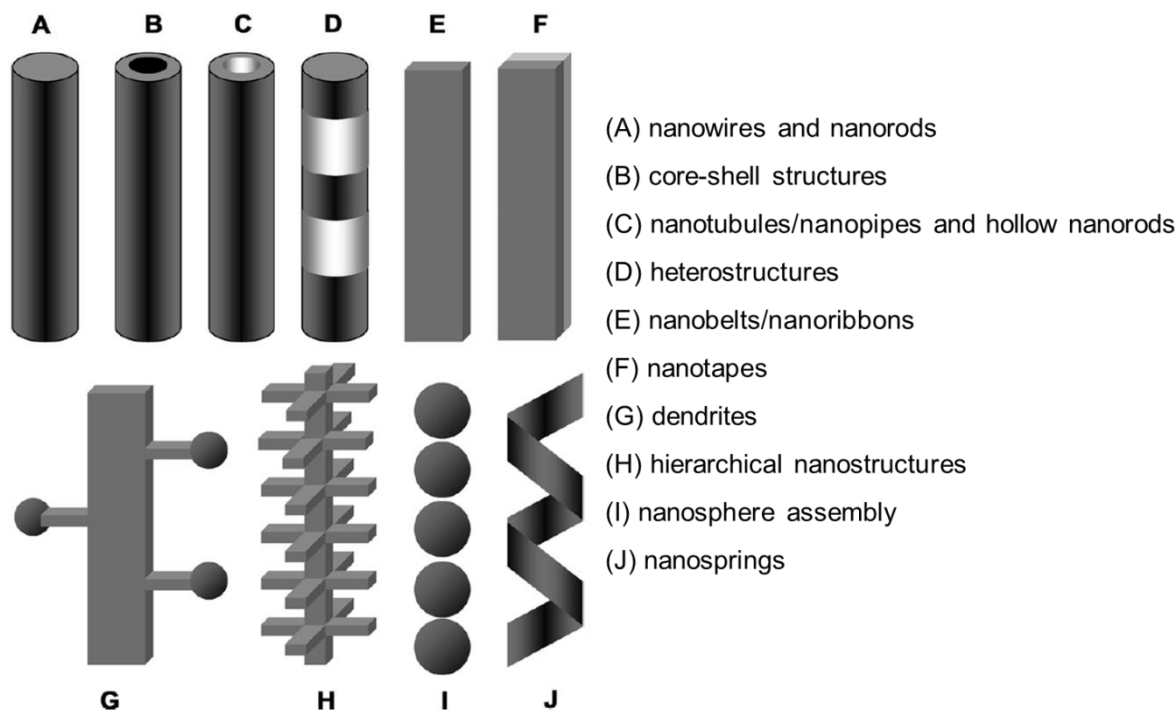 A B C D E F
(A) nanowires and nanorods
(B) core-shell structures
(C) nanotubules/nanopipes and hollow nanorods
(D) heterostructures
(E) nanobelts/nanoribbons
(F) nanotapes
(G) dendrites
(H) hierarchical nanostructures
(I) nanosphere assembly
(J) nanosprings
G H I J